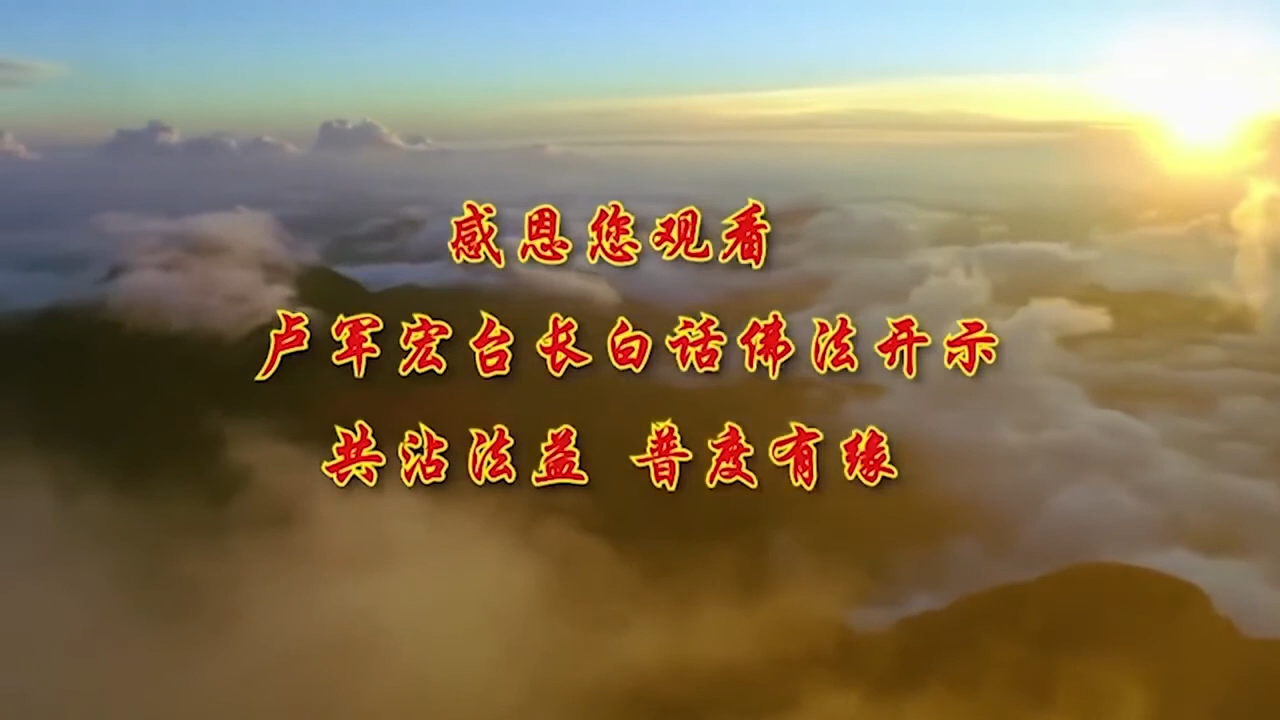 感恩您观看
卢军宏台长白话佛法开示
共沾法益 普度有缘